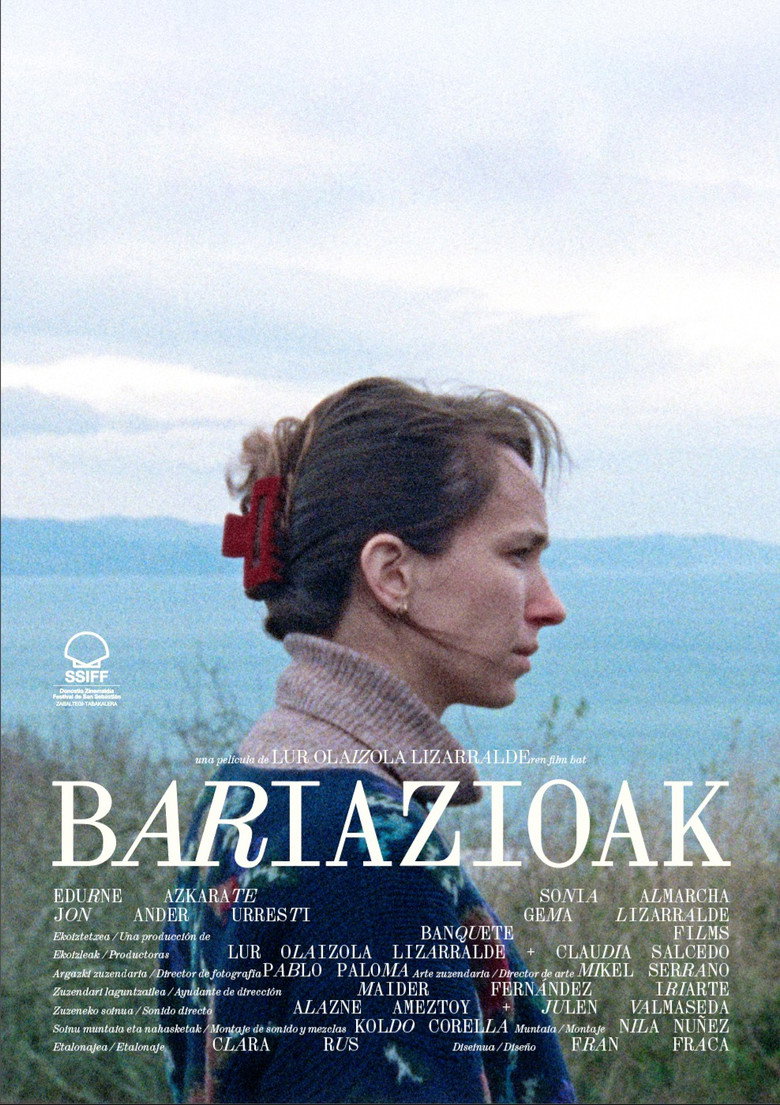 SSIFF
Donostia Zinemaldia
Festival de San Sebastián
ZABALTEGI-TABAKALERA
una película de LUR OLAIZOLA LIZARRALDEren film bat
BARIAZIOAK
EDURNE AZKARATE SONIA ALMARCHA
JON ANDER URRESTI GEMA LIZARRALDE
Ekoiztetxea / Una producción de BANQUETE FILMS
Ekoizleak / Productoras LUR OLAIZOLA LIZARRALDE + CLAUDIA SALCEDO
Argazki zuzendaria / Director de fotografía PABLO PALOMA Arte zuzendaria / Director de arte MIKEL SERRANO
Zuzendari laguntzailea / Ayudante de dirección MAIDER FERNÁNDEZ IRIARTE
Zuzeneko soinua / Sonido directo ALAZNE AMEZTOY + JULEN VALMASEDA
Soinu muntaia eta nahasketak / Montaje de sonido y mezclas KOLDO CORELLA Muntaia / Montaje NILA NUÑEZ
Etalonajea / Etalonaje CLARA RUS Diseinua / Diseño FRAN FRACA